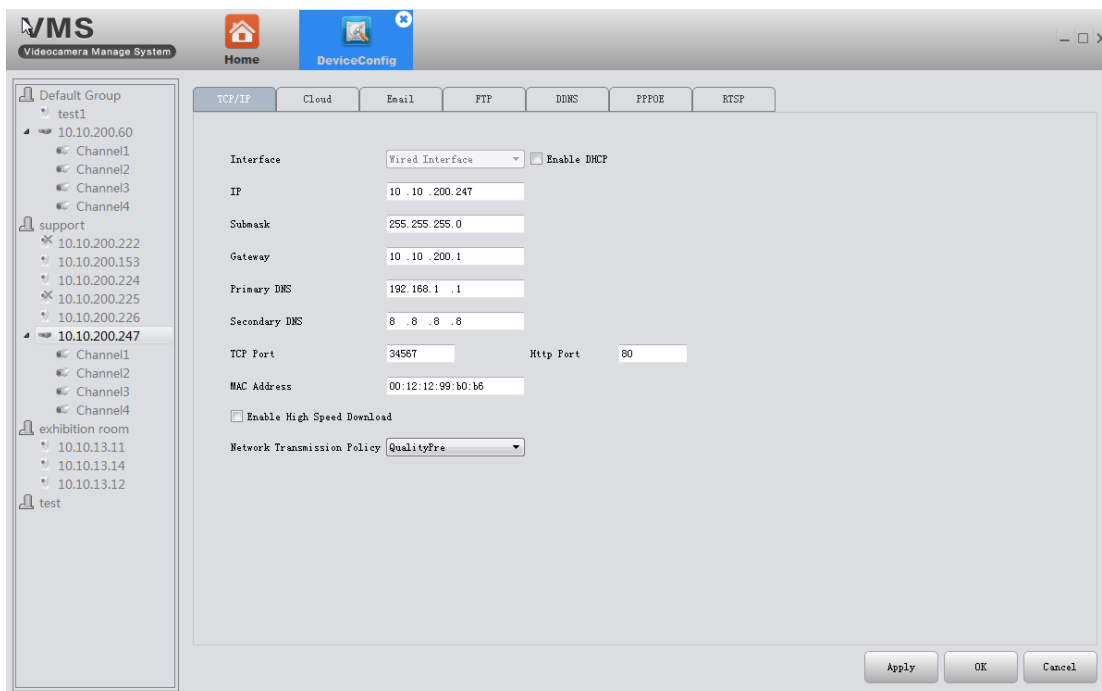 VMS
Videocamera Manage System
Home
DeviceConfig
Default Group
test1
10.10.200.60
Channel1
Channel2
Channel3
Channel4
support
10.10.200.222
10.10.200.153
10.10.200.224
10.10.200.225
10.10.200.226
10.10.200.247
Channel1
Channel2
Channel3
Channel4
exhibition room
10.10.13.11
10.10.13.14
10.10.13.12
test
TCP/IP Cloud Email FTP DDNS PPPOE RTSP
Interface Wired Interface Enable DHCP
IP 10 .10 .200.247
Submask 255.255.255.0
Gateway 10 .10 .200.1
Primary DNS 192.168.1 .1
Secondary DNS 8 .8 .8 .8
TCP Port 34567 Http Port 80
MAC Address 00:12:12:99:b0:b6
Enable High Speed Download
Network Transmission Policy QualityPre
Apply OK Cancel